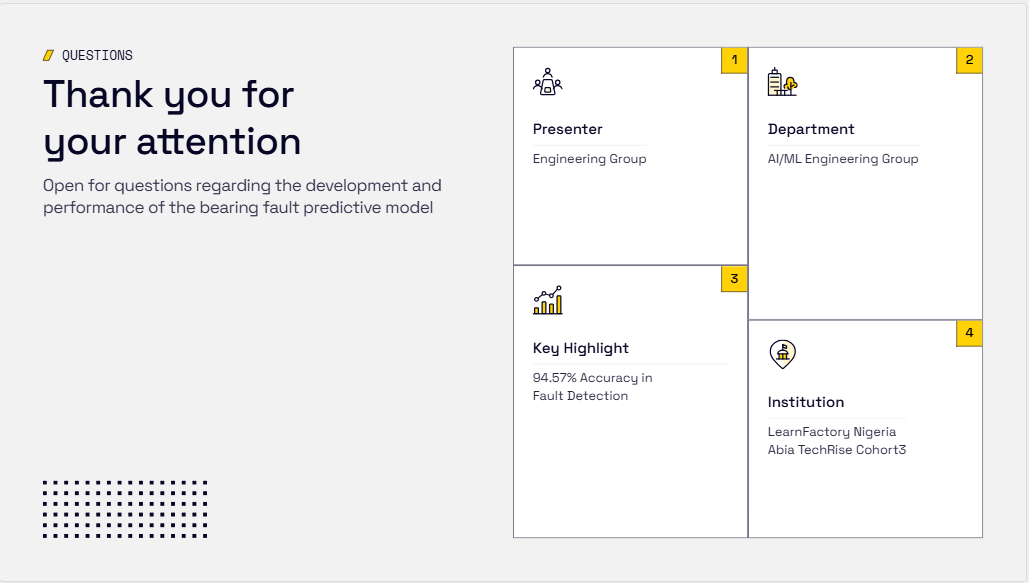 QUESTIONS
Thank you for
your attention
Open for questions regarding the development and
performance of the bearing fault predictive model
1
Presenter
Engineering Group
2
Department
AI/ML Engineering Group
3
Key Highlight
94.57% Accuracy in
Fault Detection
4
Institution
LearnFactory Nigeria
Abia TechRise Cohort3